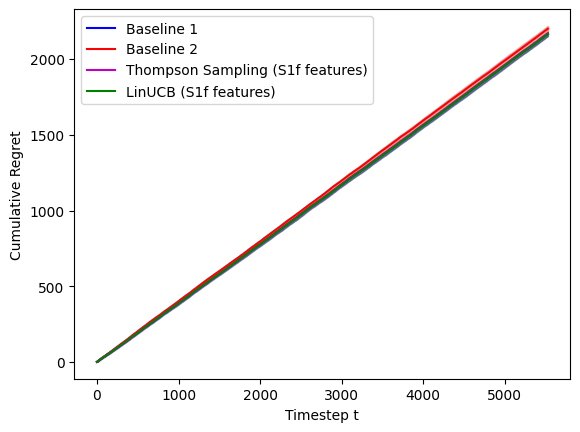 Baseline 1
Baseline 2
Thompson Sampling (S1f features)
LinUCB (S1f features)
Cumulative Regret
2000
1500
1000
500
0
0 1000 2000 3000 4000 5000
Timestep t